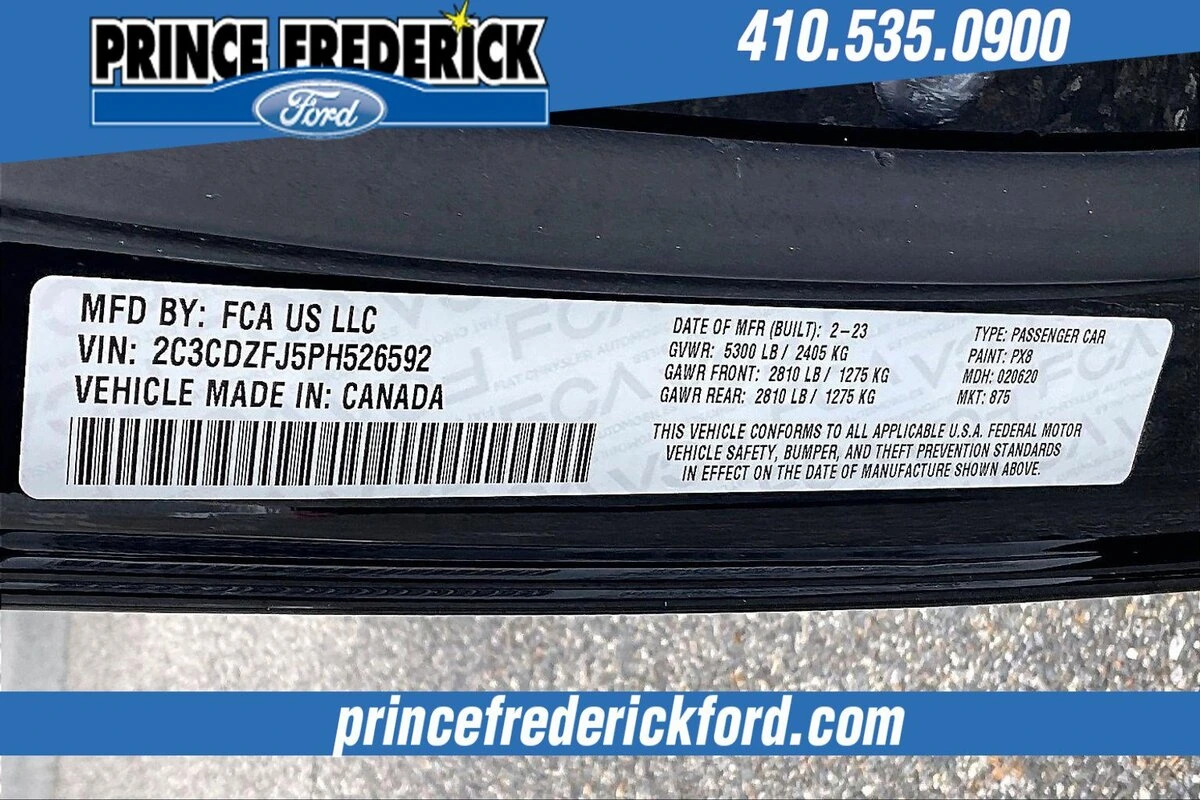 PRINCE FREDERICK
Ford
410.535.0900
MFD BY: FCA US LLC
VIN: 2C3CDZFJ5PH526592
VEHICLE MADE IN: CANADA
DATE OF MFR (BUILT): 2-23
GVWR: 5300 LB / 2405 KG
GAWR FRONT: 2810 LB / 1275 KG
GAWR REAR: 2810 LB / 1275 KG
TYPE: PASSENGER CAR
PAINT: PX8
MDH: 020620
MKT: 875
THIS VEHICLE CONFORMS TO ALL APPLICABLE U.S.A. FEDERAL MOTOR
VEHICLE SAFETY, BUMPER, AND THEFT PREVENTION STANDARDS
IN EFFECT ON THE DATE OF MANUFACTURE SHOWN ABOVE.
princefrederickford.com